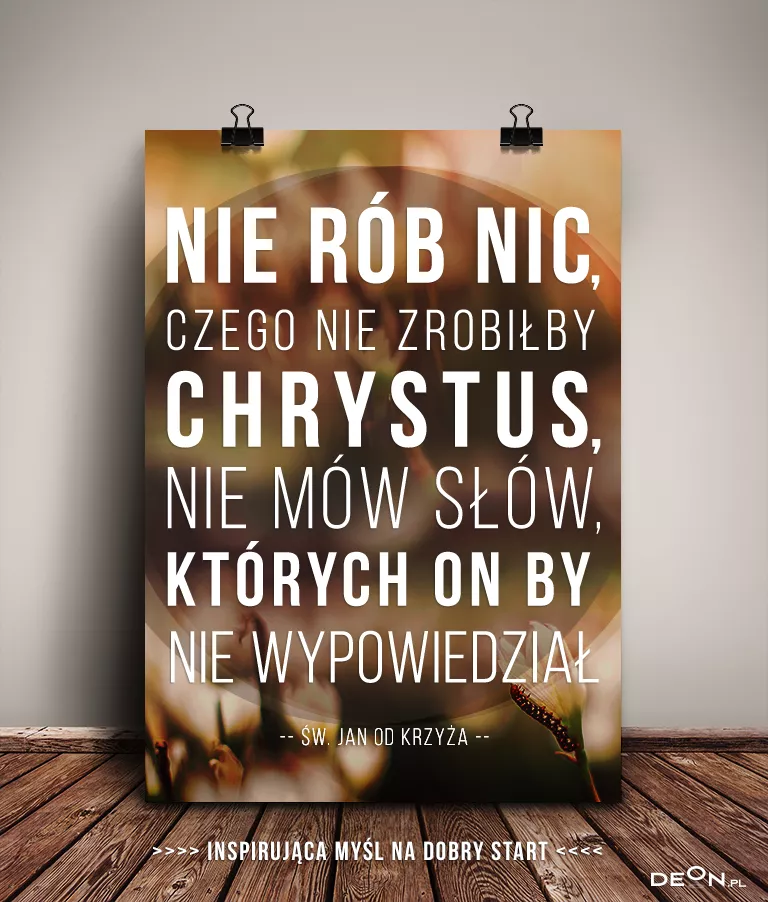 NIE RÓB NIC,
CZEGO NIE ZROBIŁBY
CHRYSTUS,
NIE MÓW SŁÓW,
KTÓRYCH ON BY
NIE WYPOWIEDZIAŁ
-- ŚW. JAN OD KRZYŻA --
>>>> INSPIRUJĄCA MYŚL NA DOBRY START <<<<
DEON.PL